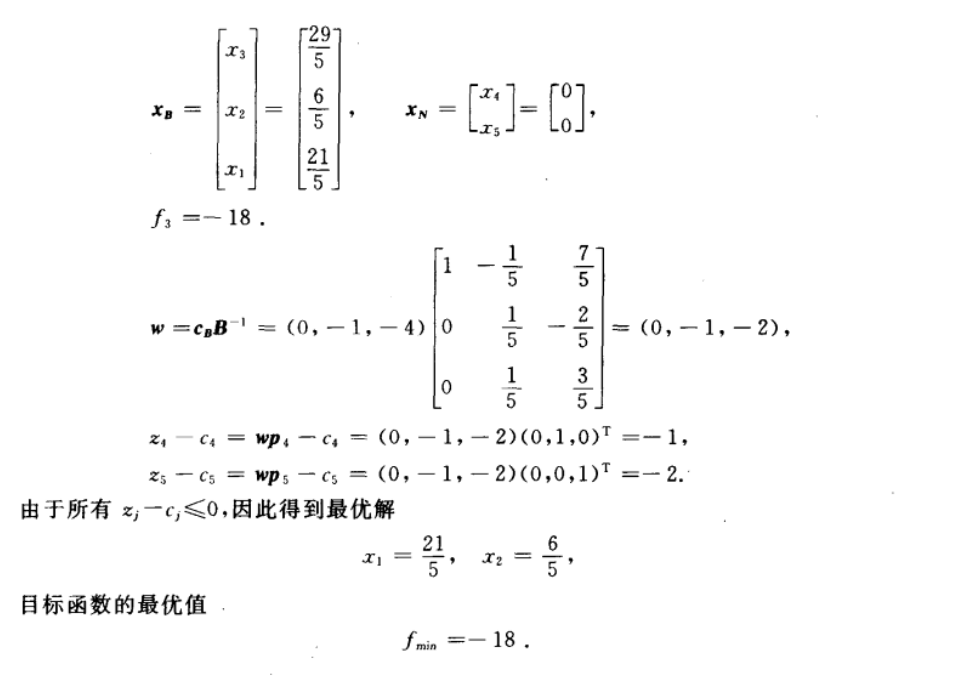 $$\boldsymbol{x_B} = \begin{bmatrix} x_3 \\ x_2 \\ x_1 \end{bmatrix} = \begin{bmatrix} \frac{29}{5} \\ \frac{6}{5} \\ \frac{21}{5} \end{bmatrix}, \quad \boldsymbol{x_N} = \begin{bmatrix} x_4 \\ x_5 \end{bmatrix} = \begin{bmatrix} 0 \\ 0 \end{bmatrix},$$
$$f_3 = -18.$$
$$\boldsymbol{w} = \boldsymbol{c_B B}^{-1} = (0, -1, -4) \begin{bmatrix} 1 & -\frac{1}{5} & \frac{7}{5} \\ 0 & \frac{1}{5} & -\frac{2}{5} \\ 0 & \frac{1}{5} & \frac{3}{5} \end{bmatrix} = (0, -1, -2),$$
$$z_4 - c_4 = \boldsymbol{wp}_4 - c_4 = (0, -1, -2)(0, 1, 0)^{\mathrm{T}} = -1,$$
$$z_5 - c_5 = \boldsymbol{wp}_5 - c_5 = (0, -1, -2)(0, 0, 1)^{\mathrm{T}} = -2.$$
由于所有 $z_j - c_j \leqslant 0$,因此得到最优解
$$x_1 = \frac{21}{5}, \quad x_2 = \frac{6}{5},$$
目标函数的最优值
$$f_{min} = -18.$$